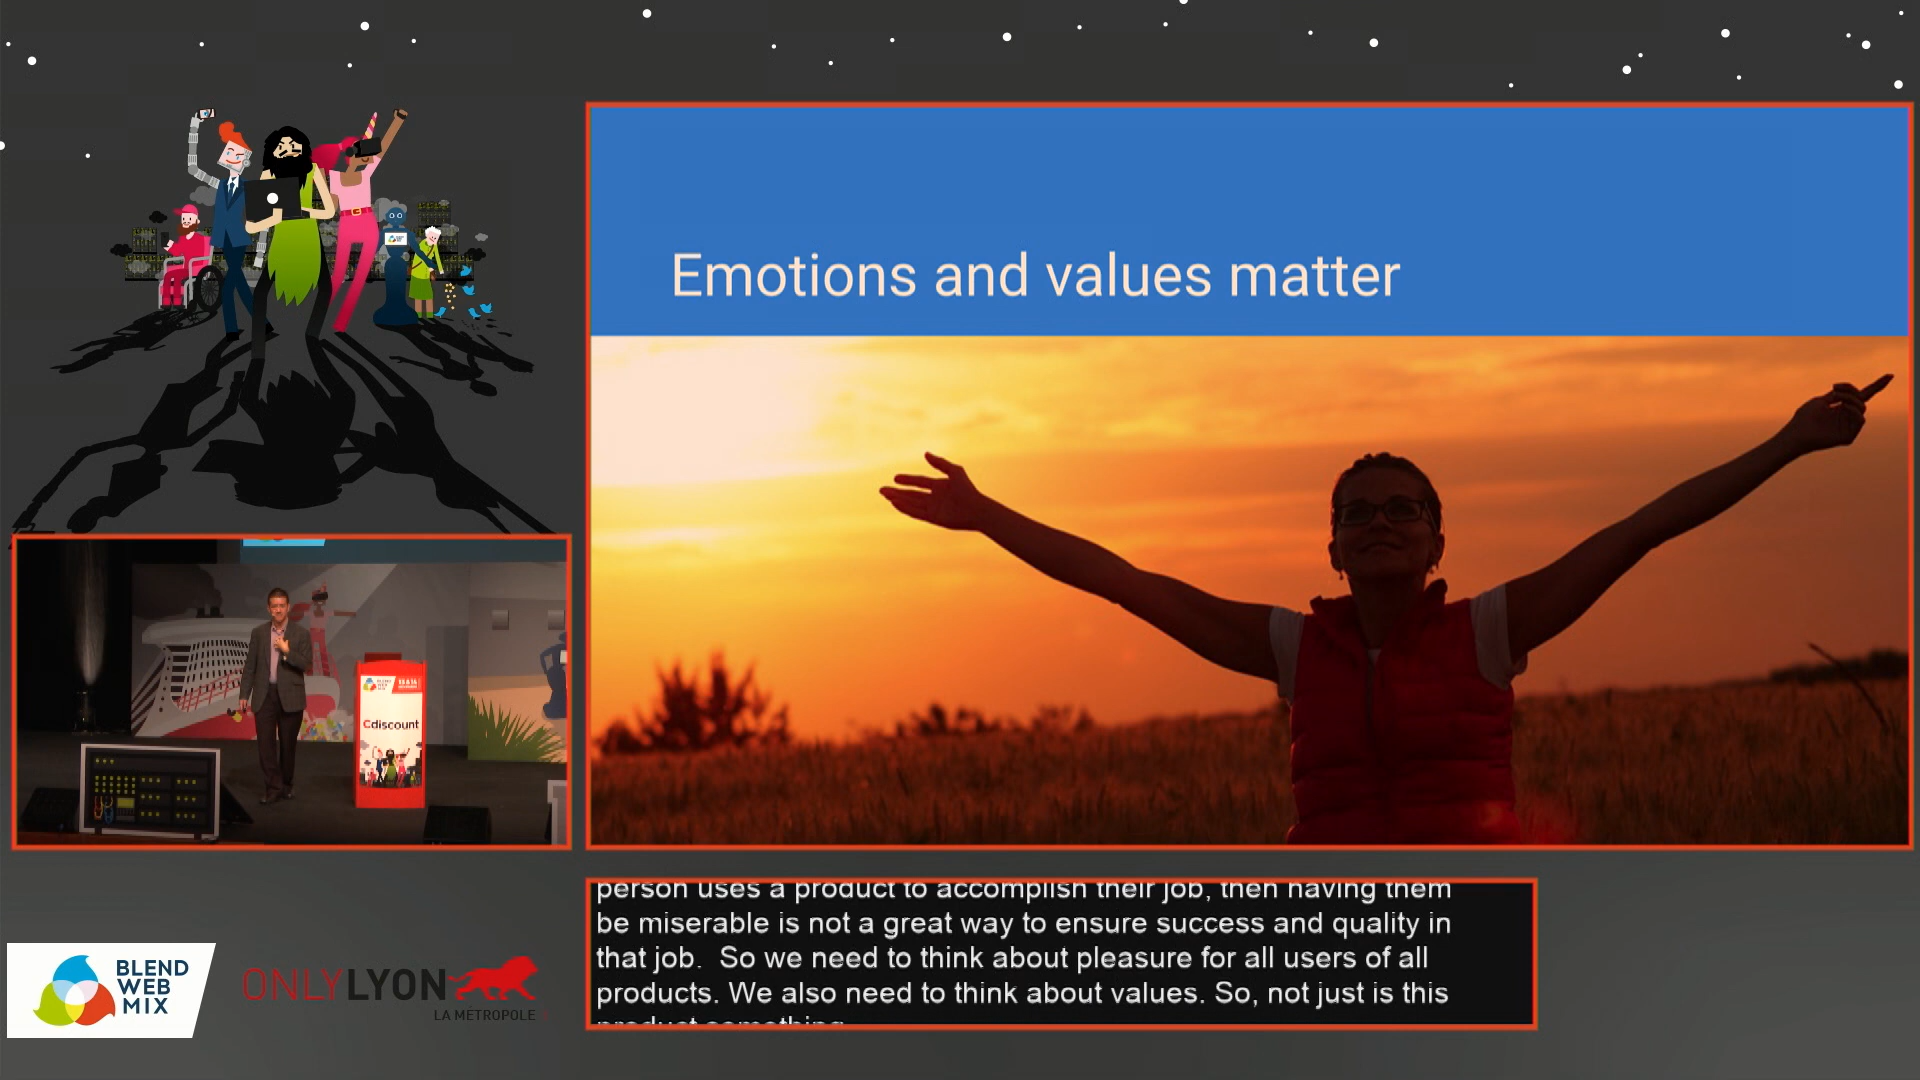 Emotions and values matter
BLEND
WEB
MIX
Cdiscount
person uses a product to accomplish their job, then having them
be miserable is not a great way to ensure success and quality in
that job. So we need to think about pleasure for all users of all
products. We also need to think about values. So, not just is this
product something
BLEND
WEB
MIX
ONLYLYON
LA MÉTROPOLE